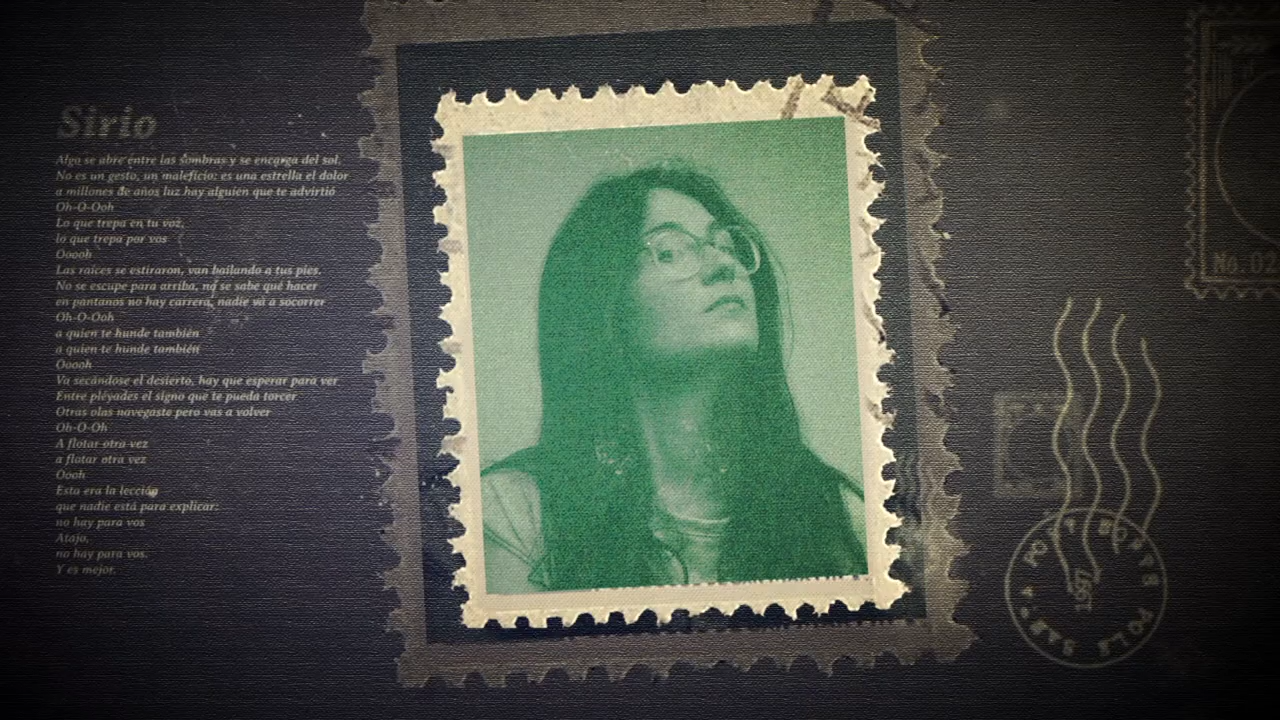 Sirio
Algo se abre entre las sombras y se encarga del sol.
No es un gesto, un maleficio: es una estrella el dolor
a millones de años luz hay alguien que te advirtió
Oh-O-Ooh
Lo que trepa en tu voz,
lo que trepa por vos
Ooooh
Las raíces se estiraron, van bailando a tus pies.
No se escupe para arriba, no se sabe qué hacer
en pantanos no hay carrera, nadie va a socorrer
Oh-O-Ooh
a quien te hunde también
a quien te hunde también
Ooooh
Va secándose el desierto, hay que esperar para ver
Entre pléyades el signo que te pueda torcer
Otras olas navegaste pero vas a volver
Oh-O-Oh
A flotar otra vez
a flotar otra vez
Oooh
Esta era la lección
que nadie está para explicar:
no hay para vos
Atajo,
no hay para vos.
Y es mejor.
No. 02
1997